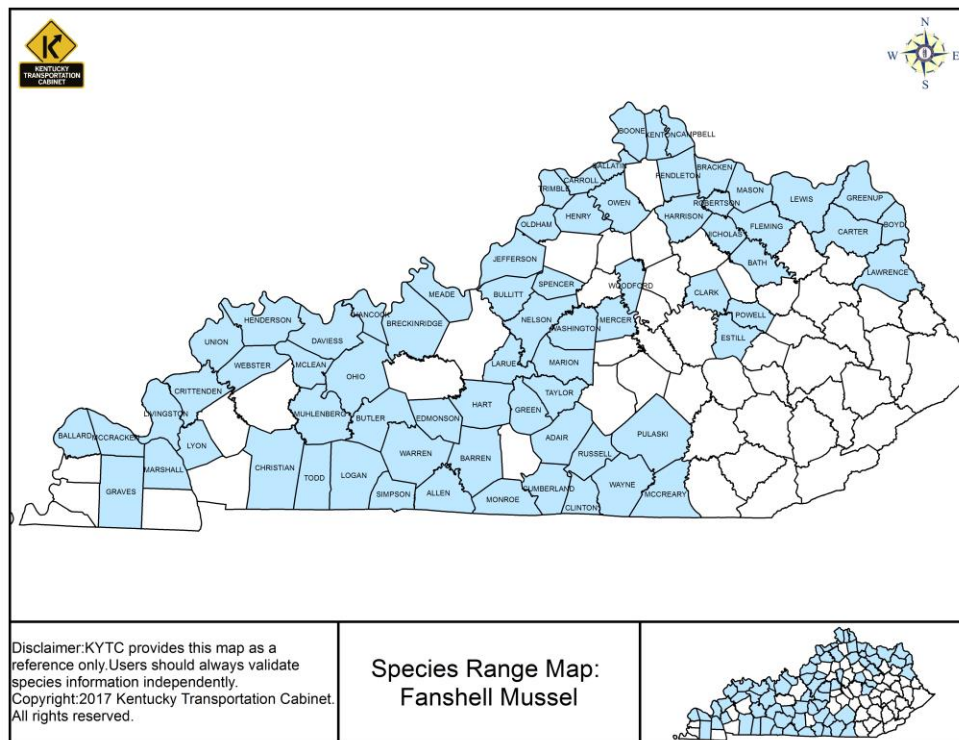 KENTUCKY
TRANSPORTATION
CABINET
N
W
E
S
BOONE
KENTON
CAMPBELL
GALLATIN
PENDLETON
BRACKEN
CARROLL
TRIMBLE
OWEN
MASON
ROBERTSON
LEWIS
GREENUP
HENRY
HARRISON
OLDHAM
NICHOLAS
FLEMING
CARTER
BOYD
JEFFERSON
BATH
LAWRENCE
SPENCER
WOODFORD
CLARK
MEADE
BULLITT
HANCOCK
BRECKINRIDGE
NELSON
WASHINGTON
MERCER
POWELL
HENDERSON
ESTILL
UNION
DAVIESS
WEBSTER
MCLEAN
OHIO
LARUE
MARION
CRITTENDEN
TAYLOR
LIVINGSTON
MUHLENBERG
BUTLER
EDMONSON
HART
GREEN
BALLARD
MCCRACKEN
LYON
ADAIR
PULASKI
WARREN
BARREN
RUSSELL
MARSHALL
CHRISTIAN
TODD
LOGAN
GRAVES
SIMPSON
ALLEN
MONROE
CUMBERLAND
CLINTON
WAYNE
MCCREARY
Disclaimer:KYTC provides this map as a
reference only.Users should always validate
species information independently.
Copyright:2017 Kentucky Transportation Cabinet.
All rights reserved.
Species Range Map:
Fanshell Mussel